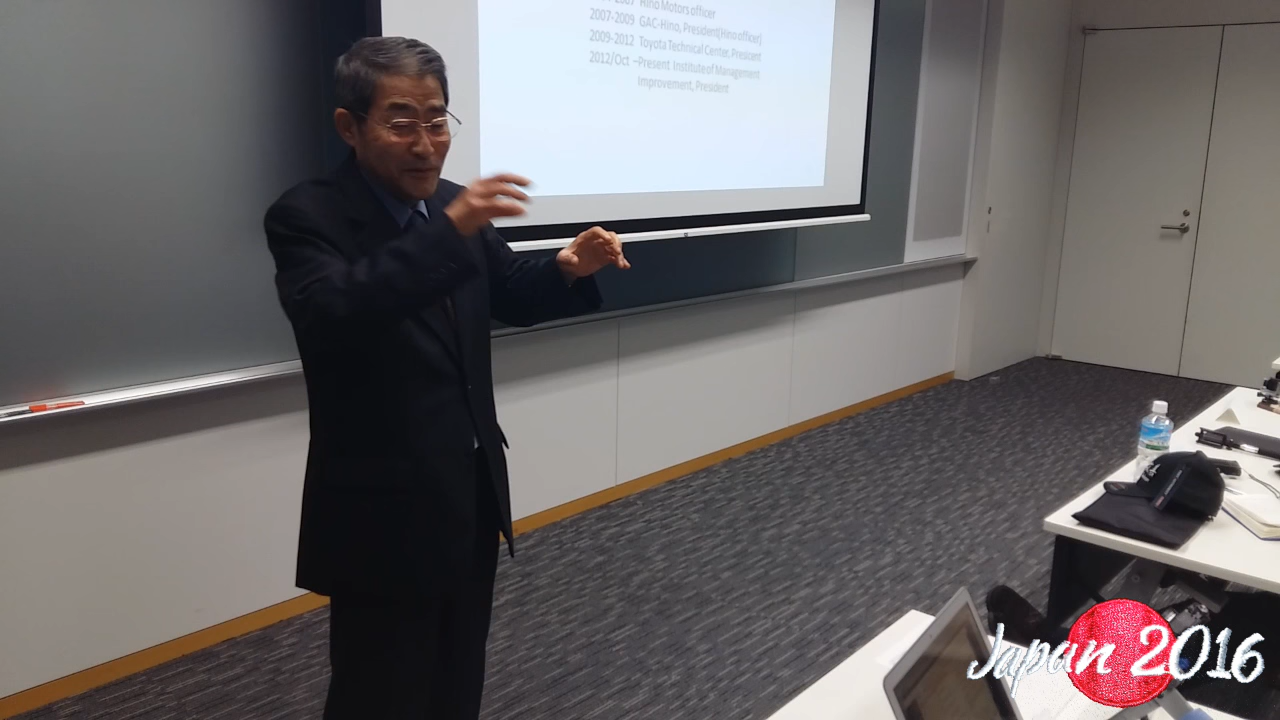 2007 Hino Motors officer
2007-2009 GAC-Hino, President(Hino officer)
2009-2012 Toyota Technical Center, President
2012/Oct –Present Institute of Management
Improvement, President
Japan 2016